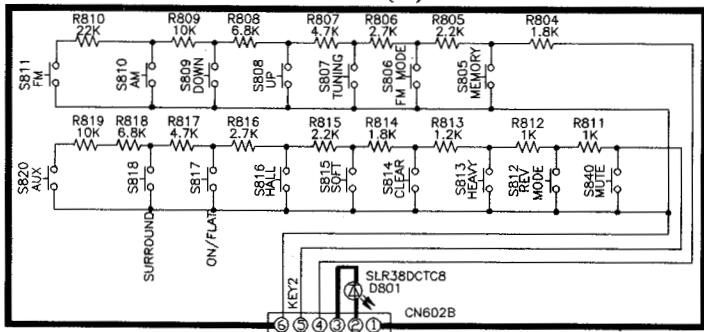 R810 R809 R808 R807 R806 R805 R804
22K 10K 6.8K 4.7K 2.7K 2.2K 1.8K
S811 FM
S810 AM
S809 DOWN
S808 UP
S807 TUNING
S806 FM MODE
S805 MEMORY
R819 R818 R817 R816 R815 R814 R813 R812 R811
10K 6.8K 4.7K 2.7K 2.2K 1.8K 1.2K 1K 1K
S820 AUX
S818
S817
S816 HALL
S815 SOFT
S814 CLEAR
S813 HEAVY
S812 REV MODE
S840 MUTE
SURROUND
ON/FLAT
KEY2
SLR38DCTC8
D801
CN602B
6 5 4 3 2 1